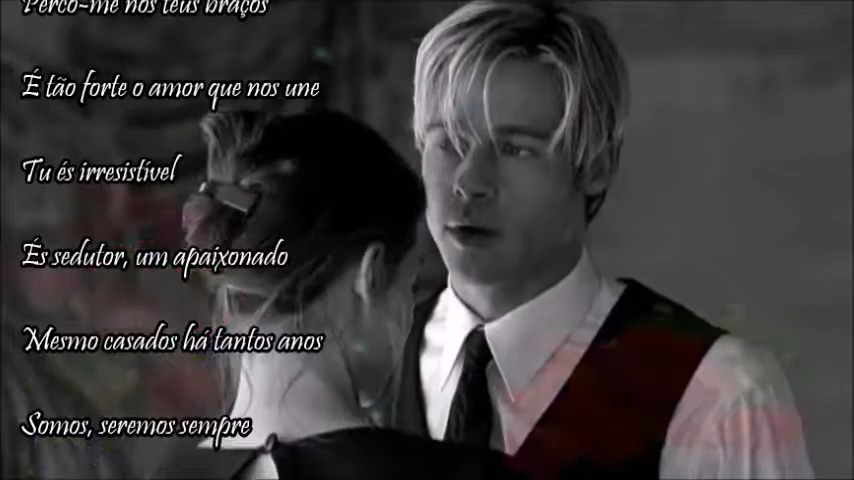 Perco-me nos teus braços
É tão forte o amor que nos une
Tu és irresistível
És sedutor, um apaixonado
Mesmo casados há tantos anos
Somos, seremos sempre